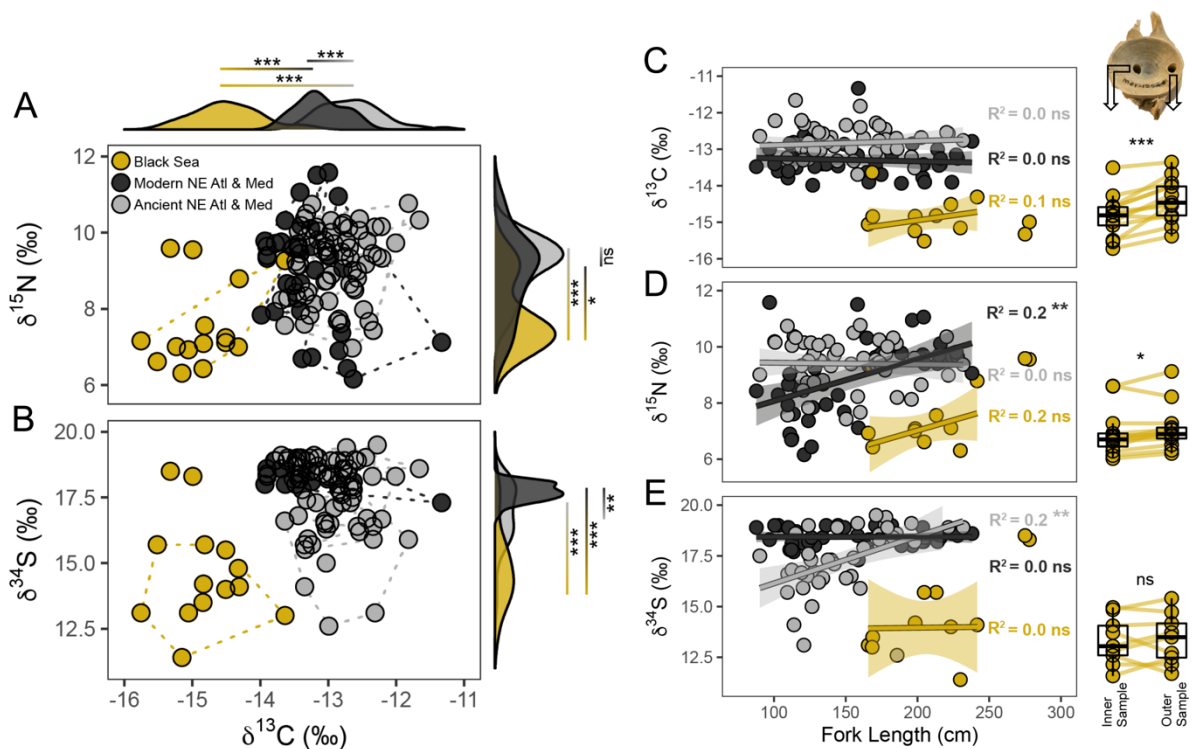 ***
***
***
A
12
10
8
6
δ¹⁵N (‰)
Black Sea
Modern NE Atl & Med
Ancient NE Atl & Med
ns
***
*
B
20.0
17.5
15.0
12.5
δ³⁴S (‰)
**
***
***
-16 -15 -14 -13 -12 -11
δ¹³C (‰)
C
-11
-12
-13
-14
-15
-16
δ¹³C (‰)
R² = 0.0 ns
R² = 0.0 ns
R² = 0.1 ns
***
D
12
10
8
6
δ¹⁵N (‰)
R² = 0.2 **
R² = 0.0 ns
R² = 0.2 ns
*
E
20.0
17.5
15.0
12.5
δ³⁴S (‰)
R² = 0.2 **
R² = 0.0 ns
R² = 0.0 ns
ns
100 150 200 250 300
Fork Length (cm)
Inner
Sample
Outer
Sample